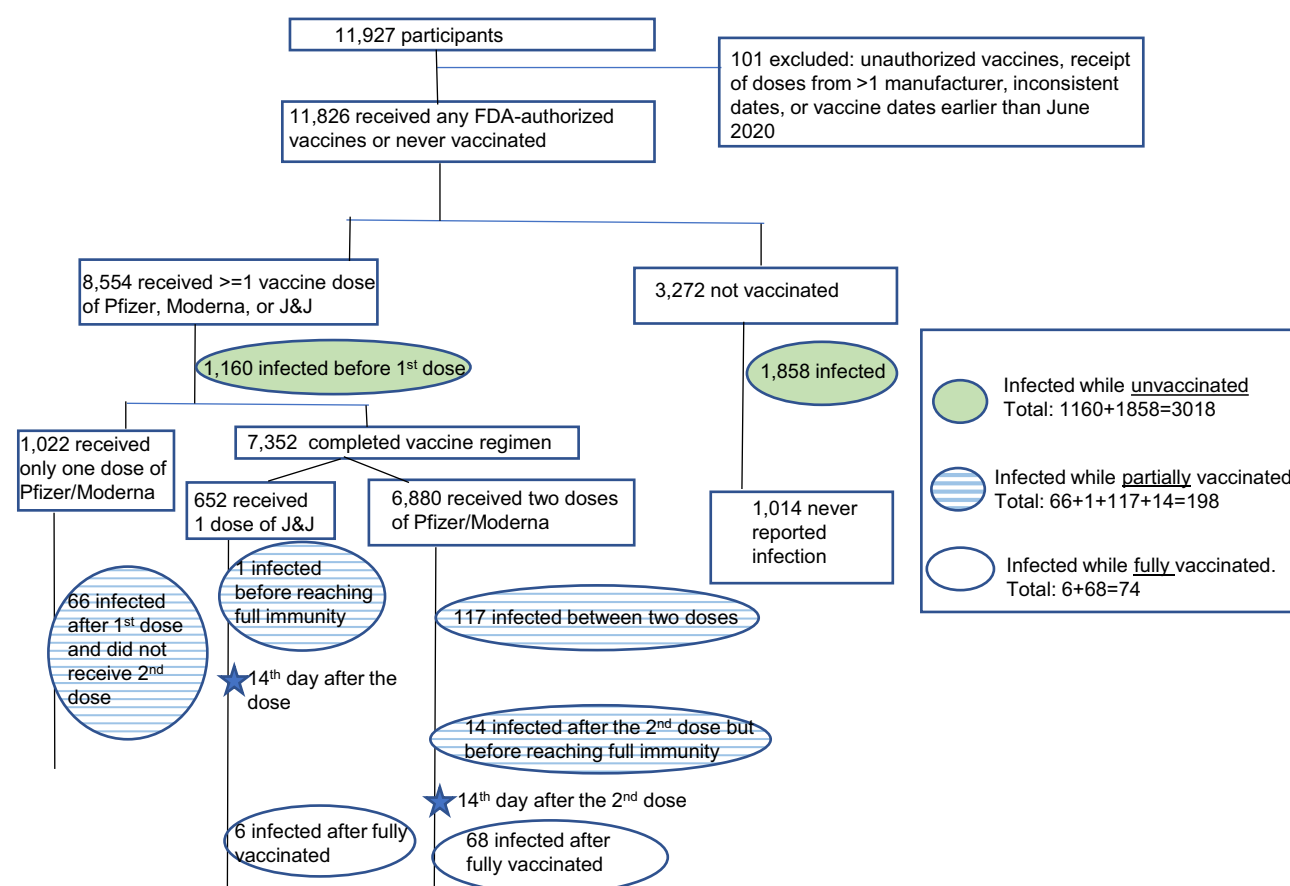 11,927 participants
101 excluded: unauthorized vaccines, receipt
of doses from >1 manufacturer, inconsistent
dates, or vaccine dates earlier than June
2020
11,826 received any FDA-authorized
vaccines or never vaccinated
8,554 received >=1 vaccine dose
of Pfizer, Moderna, or J&J
3,272 not vaccinated
1,160 infected before 1st dose
1,858 infected
1,022 received
only one dose of
Pfizer/Moderna
7,352 completed vaccine regimen
652 received
1 dose of J&J
6,880 received two doses
of Pfizer/Moderna
1,014 never
reported
infection
66 infected
after 1st dose
and did not
receive 2nd
dose
1 infected
before reaching
full immunity
117 infected between two doses
14th day after the
dose
14 infected after the 2nd dose but
before reaching full immunity
14th day after the 2nd dose
6 infected after fully
vaccinated
68 infected after
fully vaccinated
Infected while unvaccinated
Total: 1160+1858=3018
Infected while partially vaccinated
Total: 66+1+117+14=198
Infected while fully vaccinated.
Total: 6+68=74